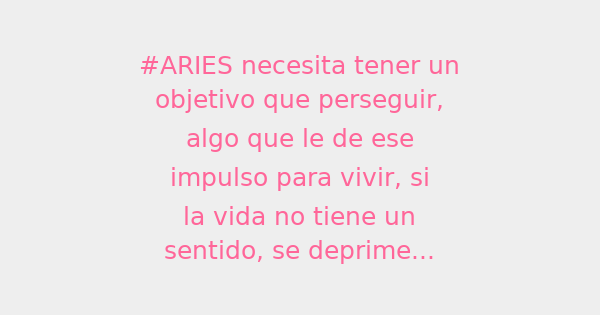 #ARIES necesita tener un
objetivo que perseguir,
algo que le de ese
impulso para vivir, si
la vida no tiene un
sentido, se deprime...